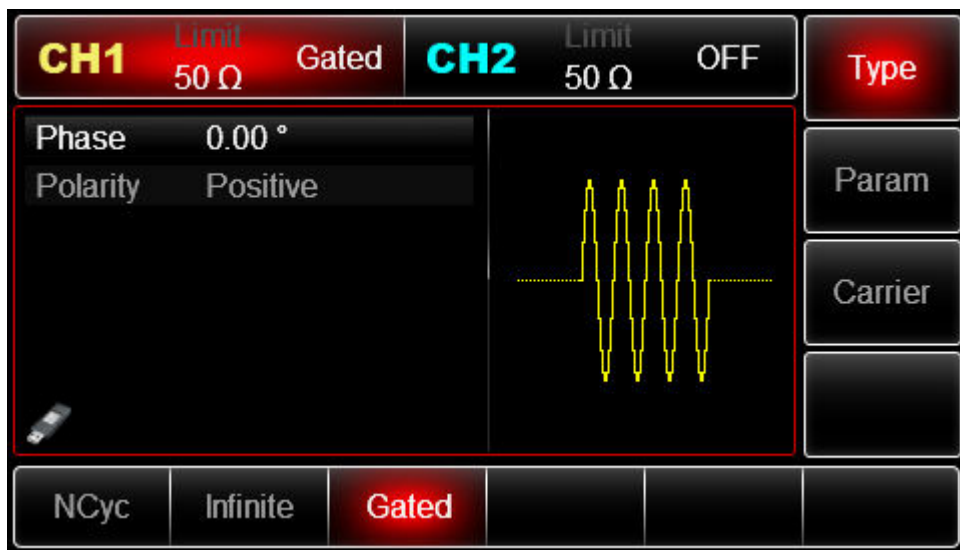 Limit Limit
CH1 50 Ω Gated CH2 50 Ω OFF Type
Phase 0.00 °
Polarity Positive
Param
Carrier
NCyc Infinite Gated